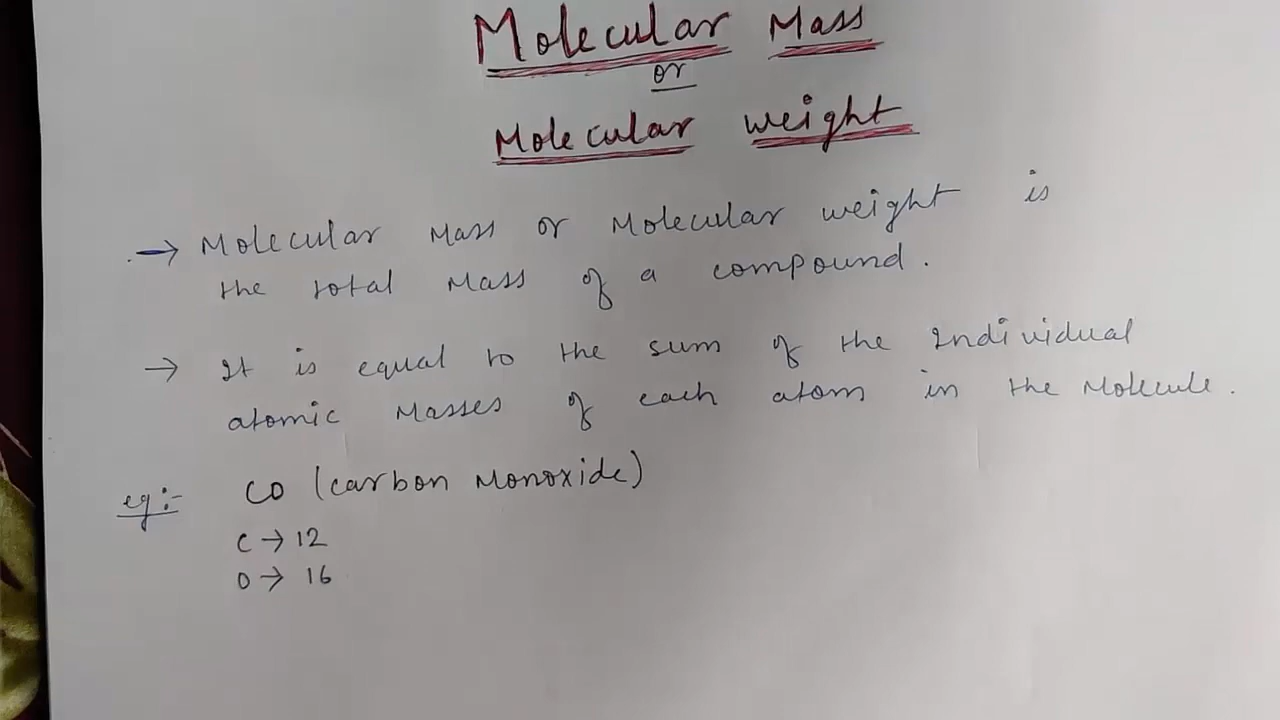 Molecular Mass
or
Molecular weight
→ Molecular Mass or Molecular weight is
the total Mass of a compound.
→ It is equal to the sum of the Individual
atomic Masses of each atom in the Molecule.
eg:- CO (carbon Monoxide)
C → 12
O → 16